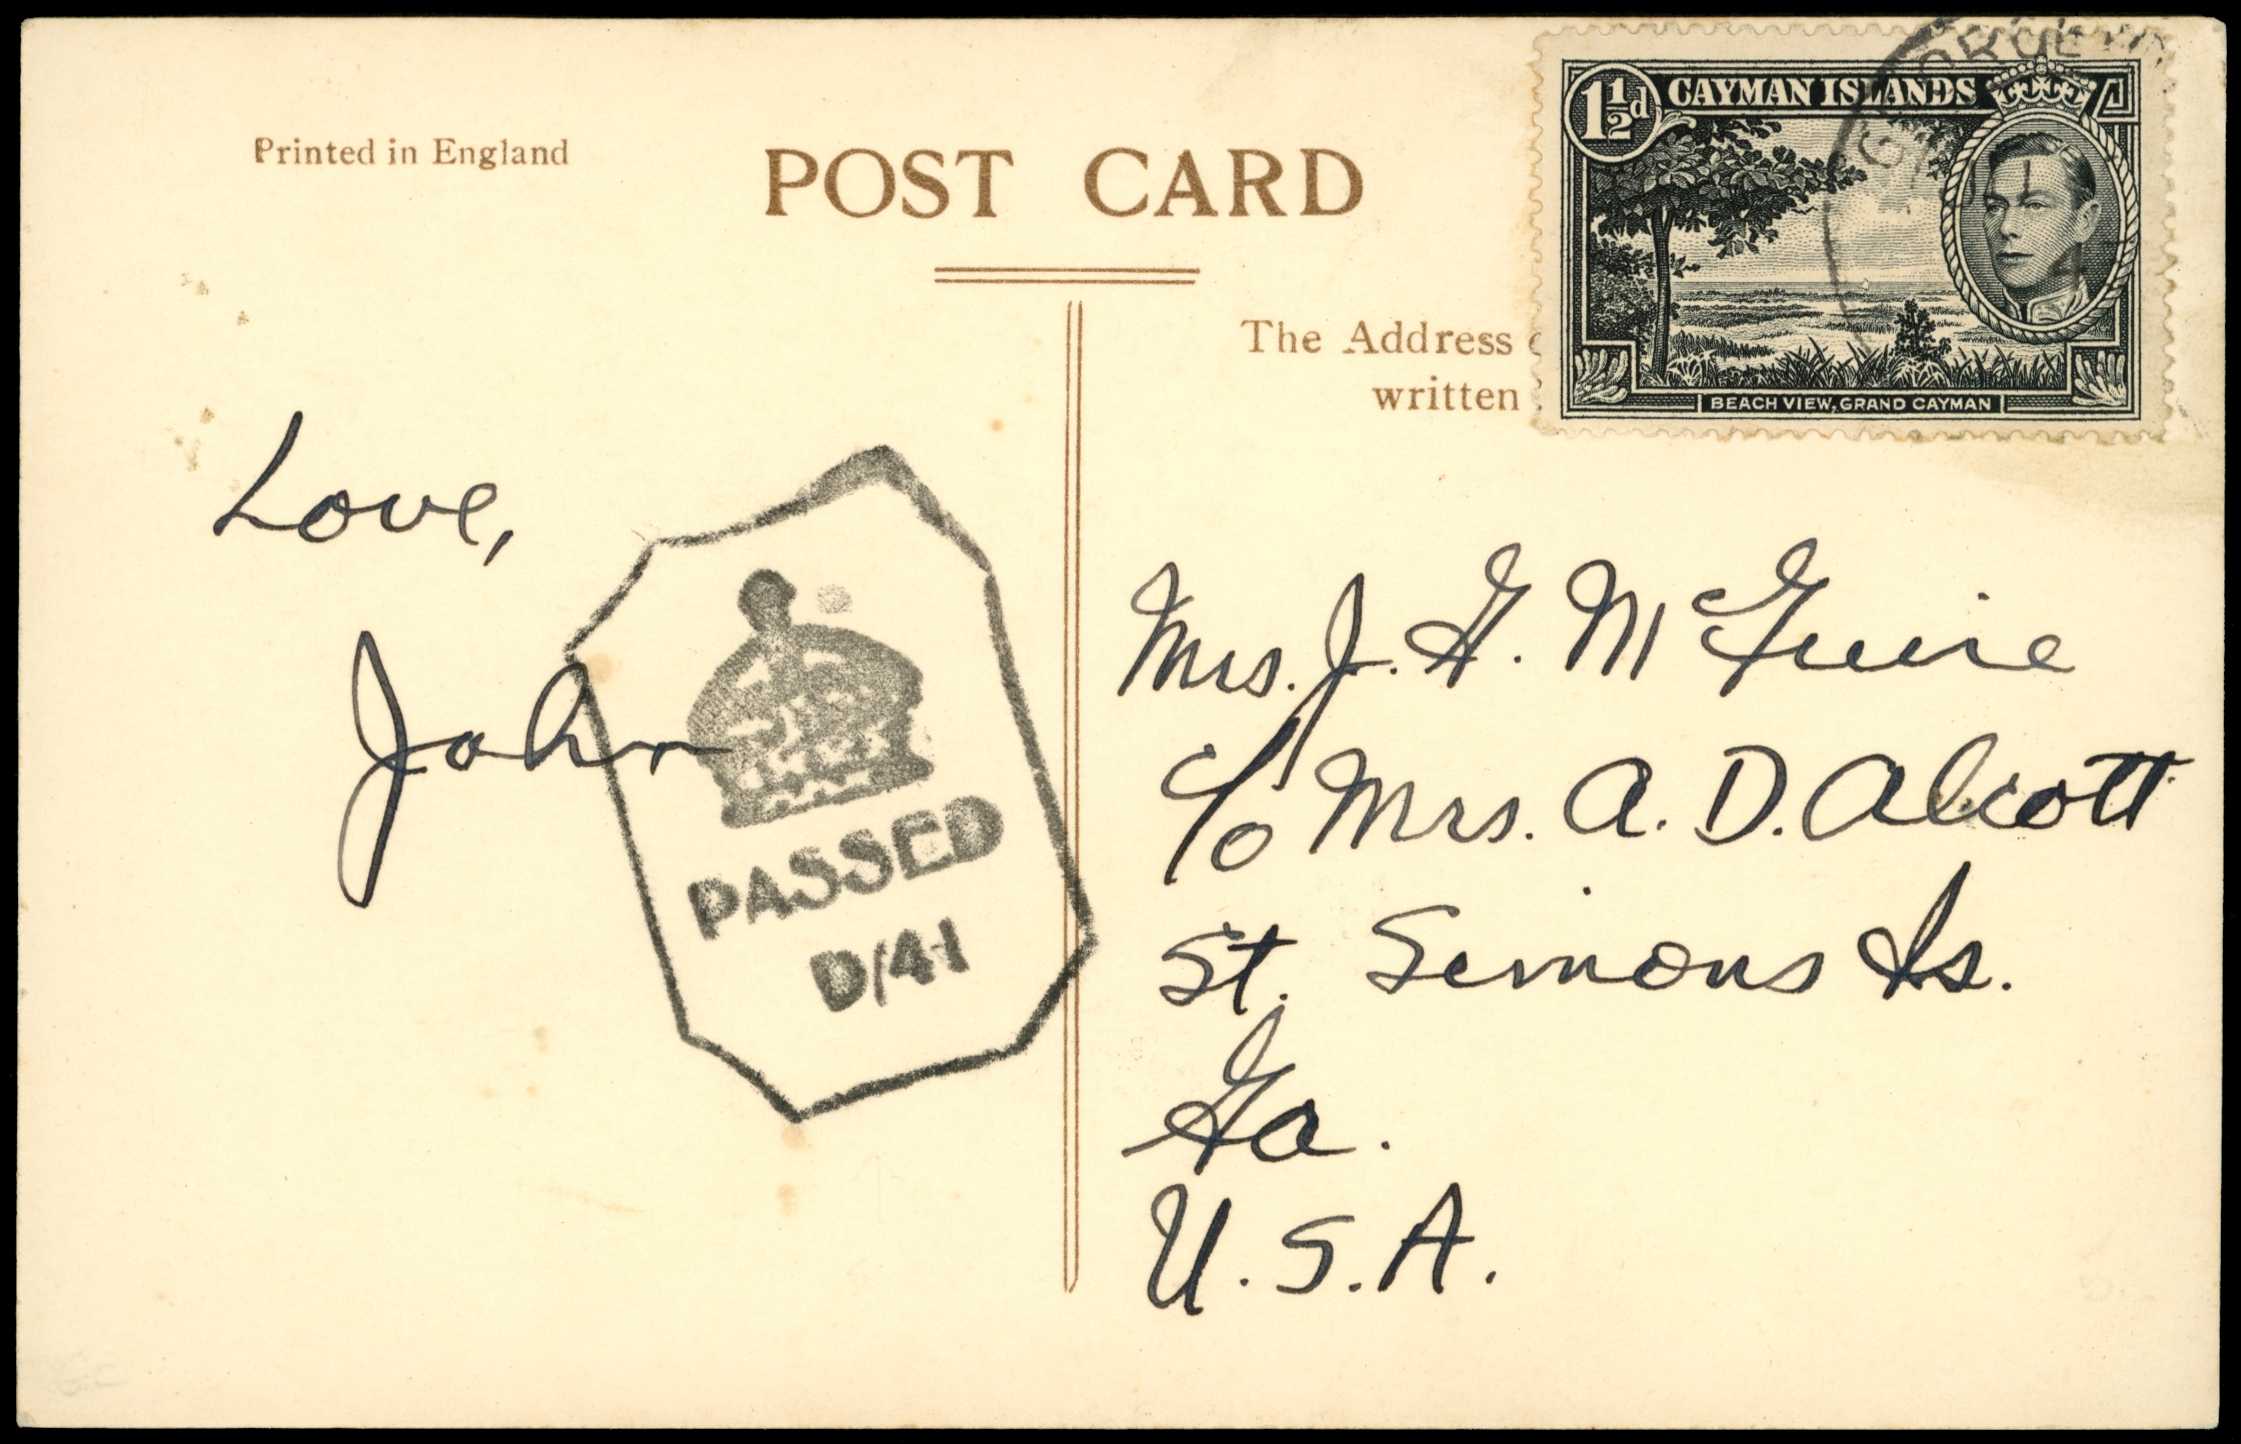 Printed in England
POST CARD
The Address
written
1½d CAYMAN ISLANDS
BEACH VIEW, GRAND CAYMAN
GEORGE
Love,
John
PASSED
D/41
Mrs. J. G. McGuire
c/o Mrs. A. D. Alcott
St. Simons Is.
Ga.
U.S.A.